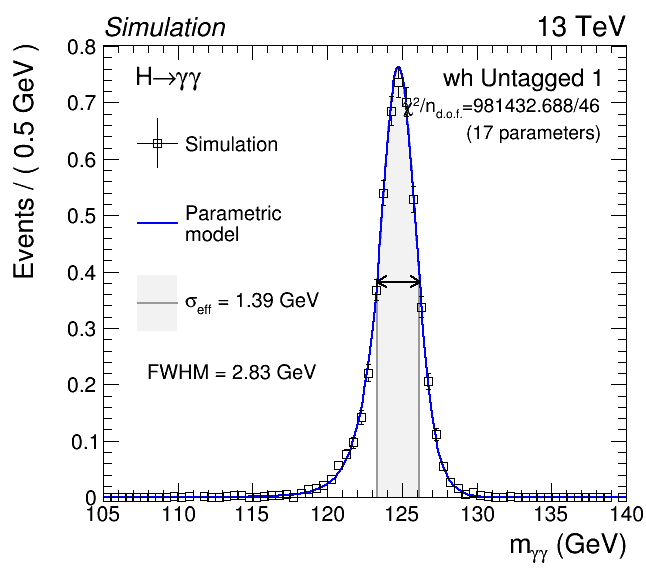 Simulation 13 TeV
H→γγ
wh Untagged 1
χ²/n_d.o.f.=981432.688/46
(17 parameters)
Simulation
Parametric
model
σ_eff = 1.39 GeV
FWHM = 2.83 GeV
Events / ( 0.5 GeV )
0.8
0.7
0.6
0.5
0.4
0.3
0.2
0.1
0
105 110 115 120 125 130 135 140
m_γγ (GeV)